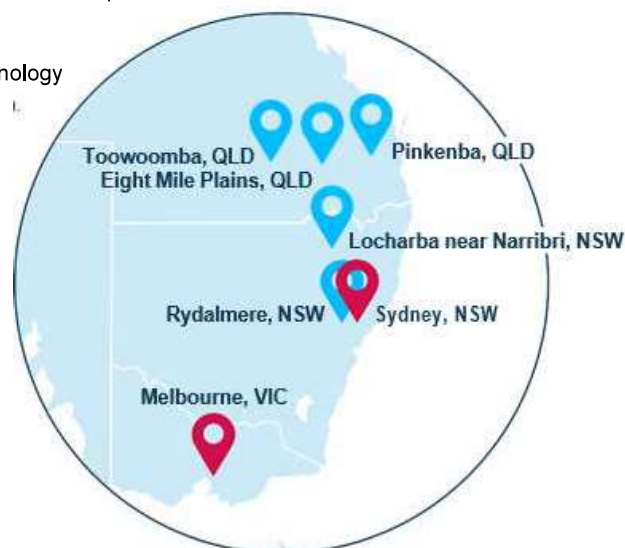 nology
Toowoomba, QLD
Pinkenba, QLD
Eight Mile Plains, QLD
Locharba near Narribri, NSW
Rydalmere, NSW
Sydney, NSW
Melbourne, VIC